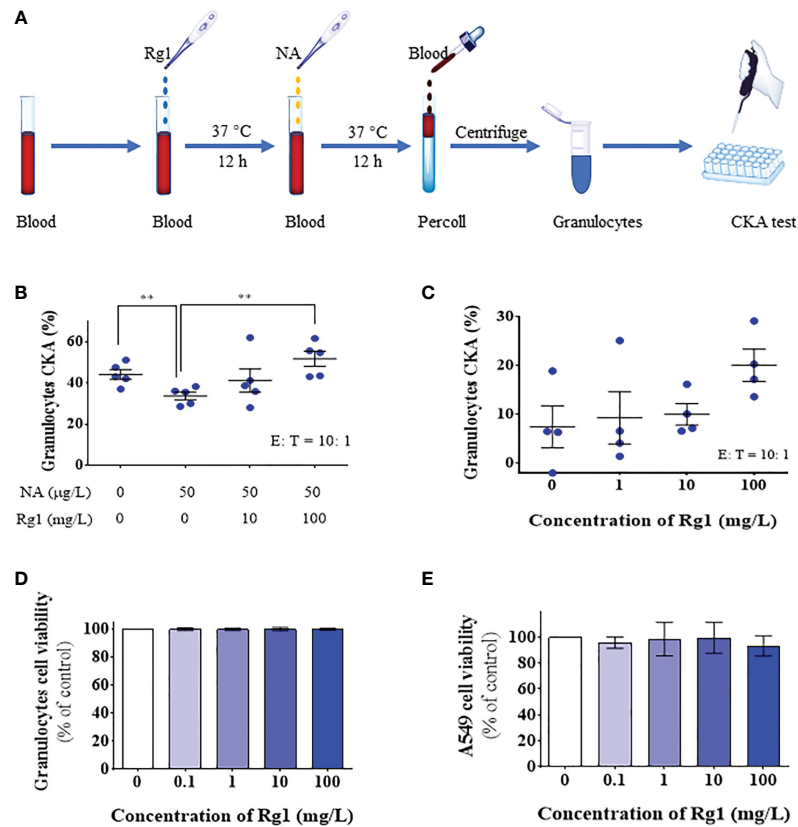 A
Rg1
NA
Blood
37 °C
37 °C
Centrifuge
12 h
12 h
Blood
Blood
Blood
Percoll
Granulocytes
CKA test
B
Granulocytes CKA (%)
60
40
20
0
**
**
E: T = 10: 1
NA (µg/L)
0
50
50
50
Rg1 (mg/L)
0
0
10
100
C
Granulocytes CKA (%)
30
20
10
0
E: T = 10: 1
0
1
10
100
Concentration of Rg1 (mg/L)
D
Granulocytes cell viability
(% of control)
100
80
60
40
20
0
0
0.1
1
10
100
Concentration of Rg1 (mg/L)
E
A549 cell viability
(% of control)
100
80
60
40
20
0
0
0.1
1
10
100
Concentration of Rg1 (mg/L)